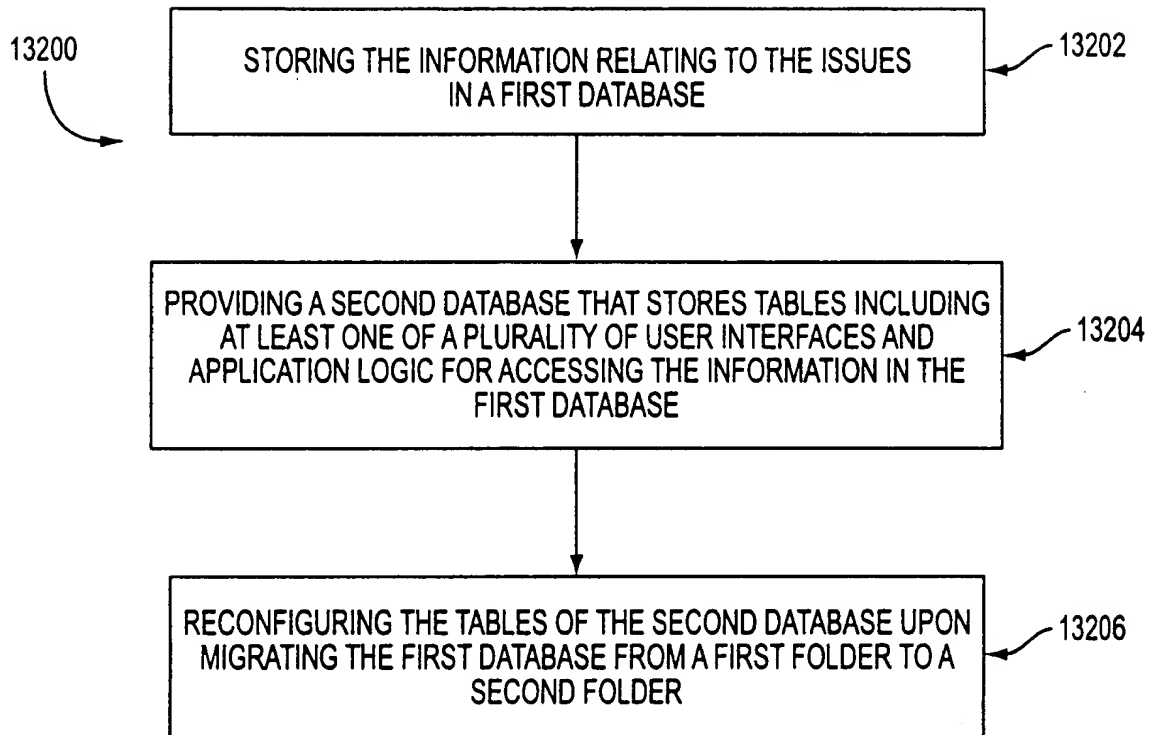 13200
STORING THE INFORMATION RELATING TO THE ISSUES
IN A FIRST DATABASE
13202
PROVIDING A SECOND DATABASE THAT STORES TABLES INCLUDING
AT LEAST ONE OF A PLURALITY OF USER INTERFACES AND
APPLICATION LOGIC FOR ACCESSING THE INFORMATION IN THE
FIRST DATABASE
13204
RECONFIGURING THE TABLES OF THE SECOND DATABASE UPON
MIGRATING THE FIRST DATABASE FROM A FIRST FOLDER TO A
SECOND FOLDER
13206